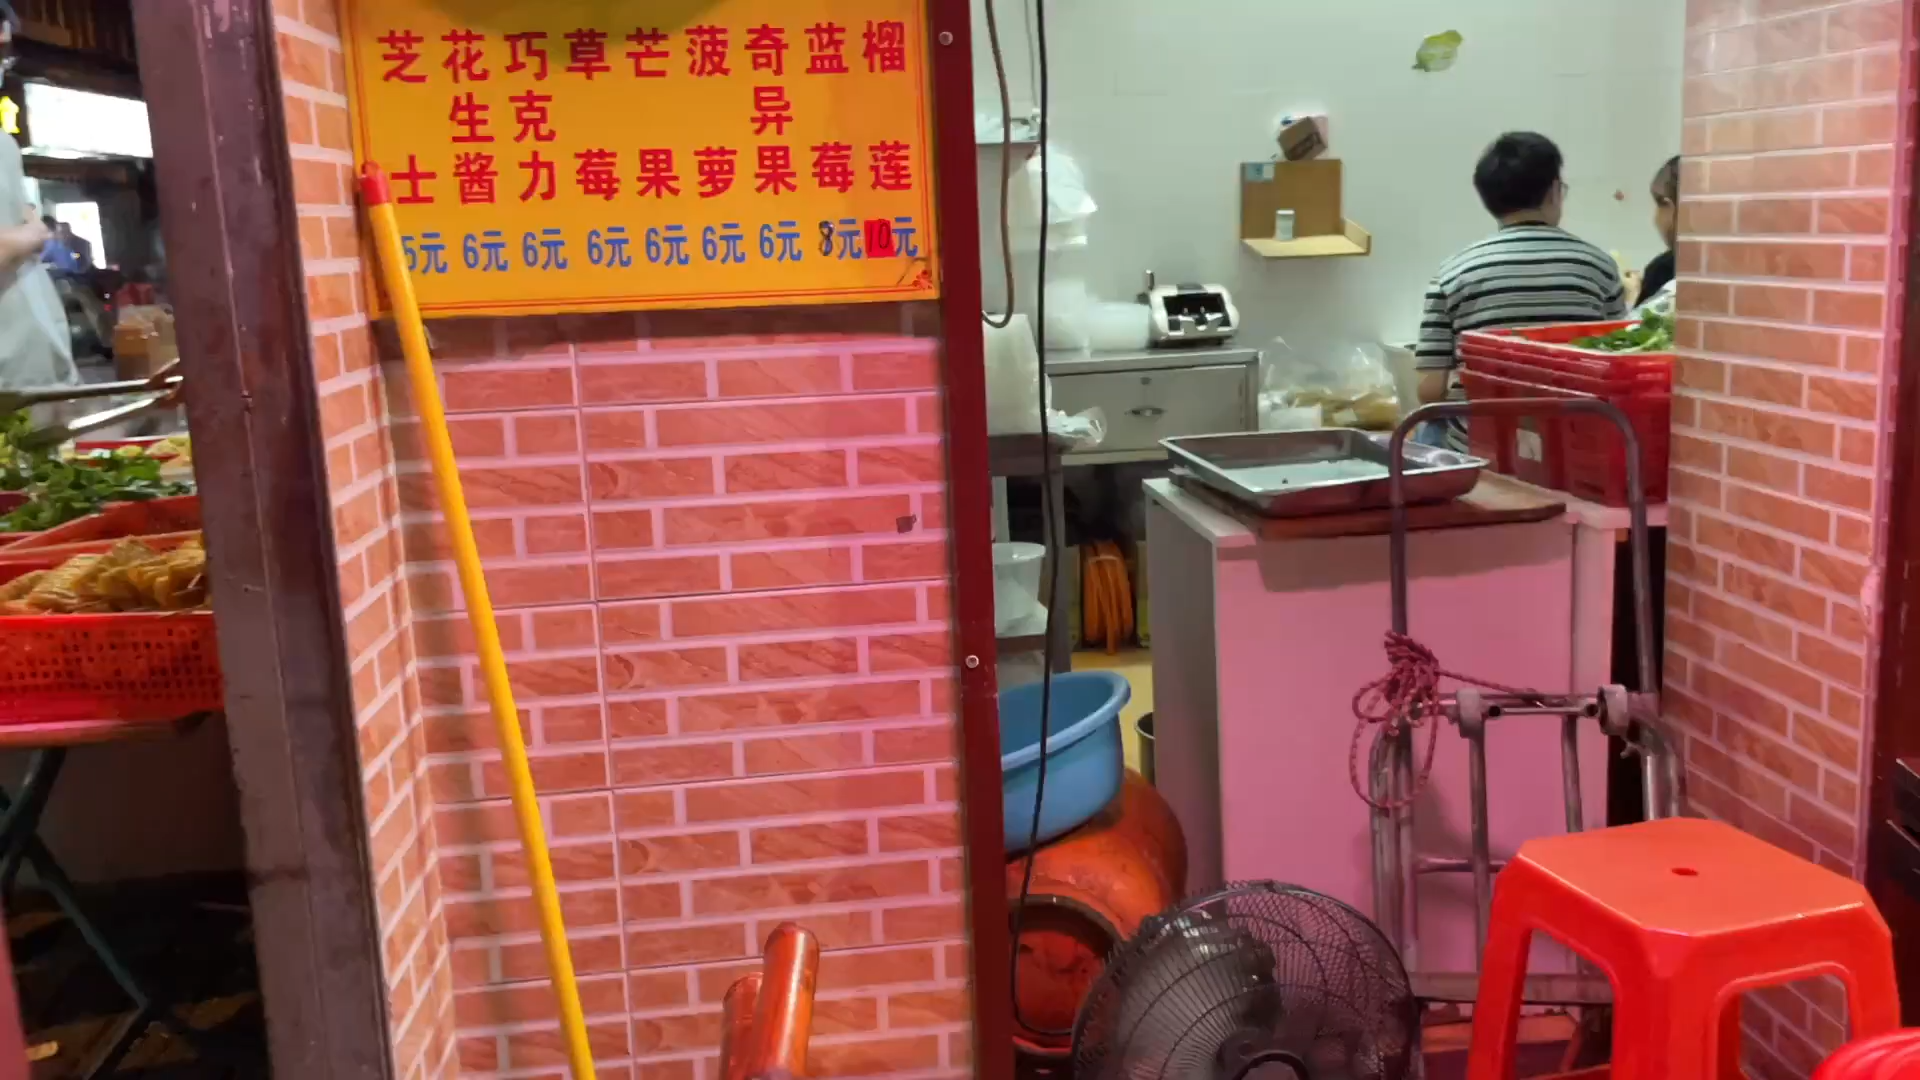 芝士 5元
花生酱 6元
巧克力 6元
草莓 6元
芒果 6元
菠萝 6元
奇异果 6元
蓝莓 8元
榴莲 10元